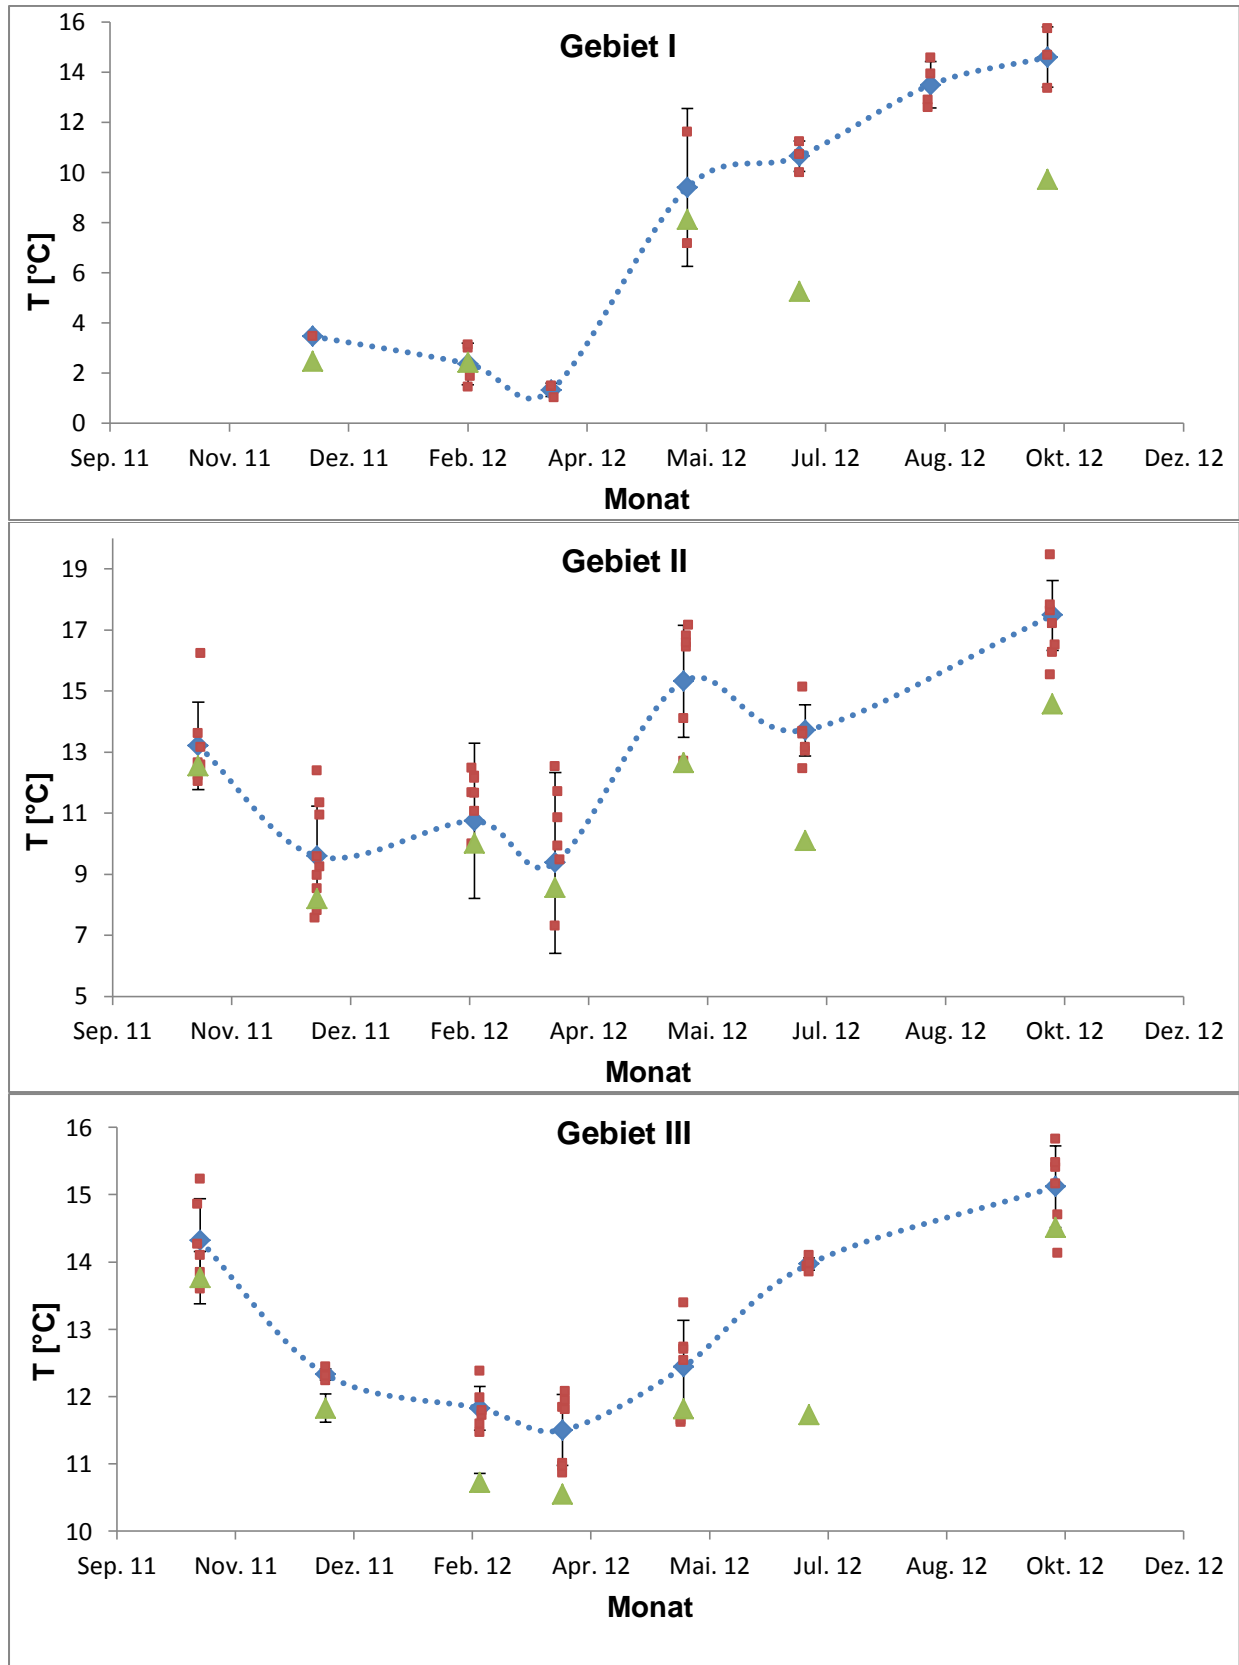 Gebiet I
16
14
12
10
8
6
4
2
0
T [°C]
Sep. 11 Nov. 11 Dez. 11 Feb. 12 Apr. 12 Mai. 12 Jul. 12 Aug. 12 Okt. 12 Dez. 12
Monat
Gebiet II
19
17
15
13
11
9
7
5
T [°C]
Sep. 11 Nov. 11 Dez. 11 Feb. 12 Apr. 12 Mai. 12 Jul. 12 Aug. 12 Okt. 12 Dez. 12
Monat
Gebiet III
16
15
14
13
12
11
10
T [°C]
Sep. 11 Nov. 11 Dez. 11 Feb. 12 Apr. 12 Mai. 12 Jul. 12 Aug. 12 Okt. 12 Dez. 12
Monat